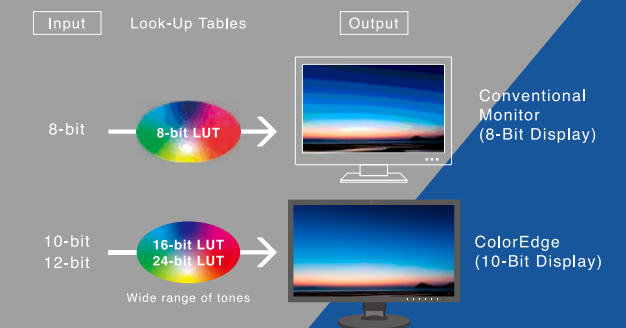 Input
Look-Up Tables
Output
8-bit
8-bit LUT
Conventional
Monitor
(8-Bit Display)
10-bit
12-bit
16-bit LUT
24-bit LUT
Wide range of tones
ColorEdge
(10-Bit Display)